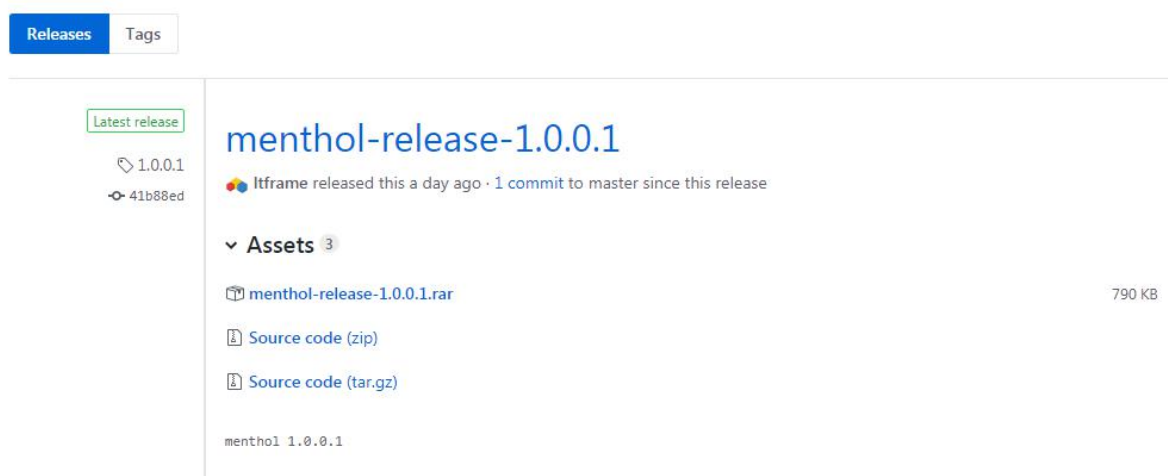 Releases Tags
Latest release
1.0.0.1
41b88ed
menthol-release-1.0.0.1
ltframe released this a day ago · 1 commit to master since this release
Assets 3
menthol-release-1.0.0.1.rar 790 KB
Source code (zip)
Source code (tar.gz)
menthol 1.0.0.1